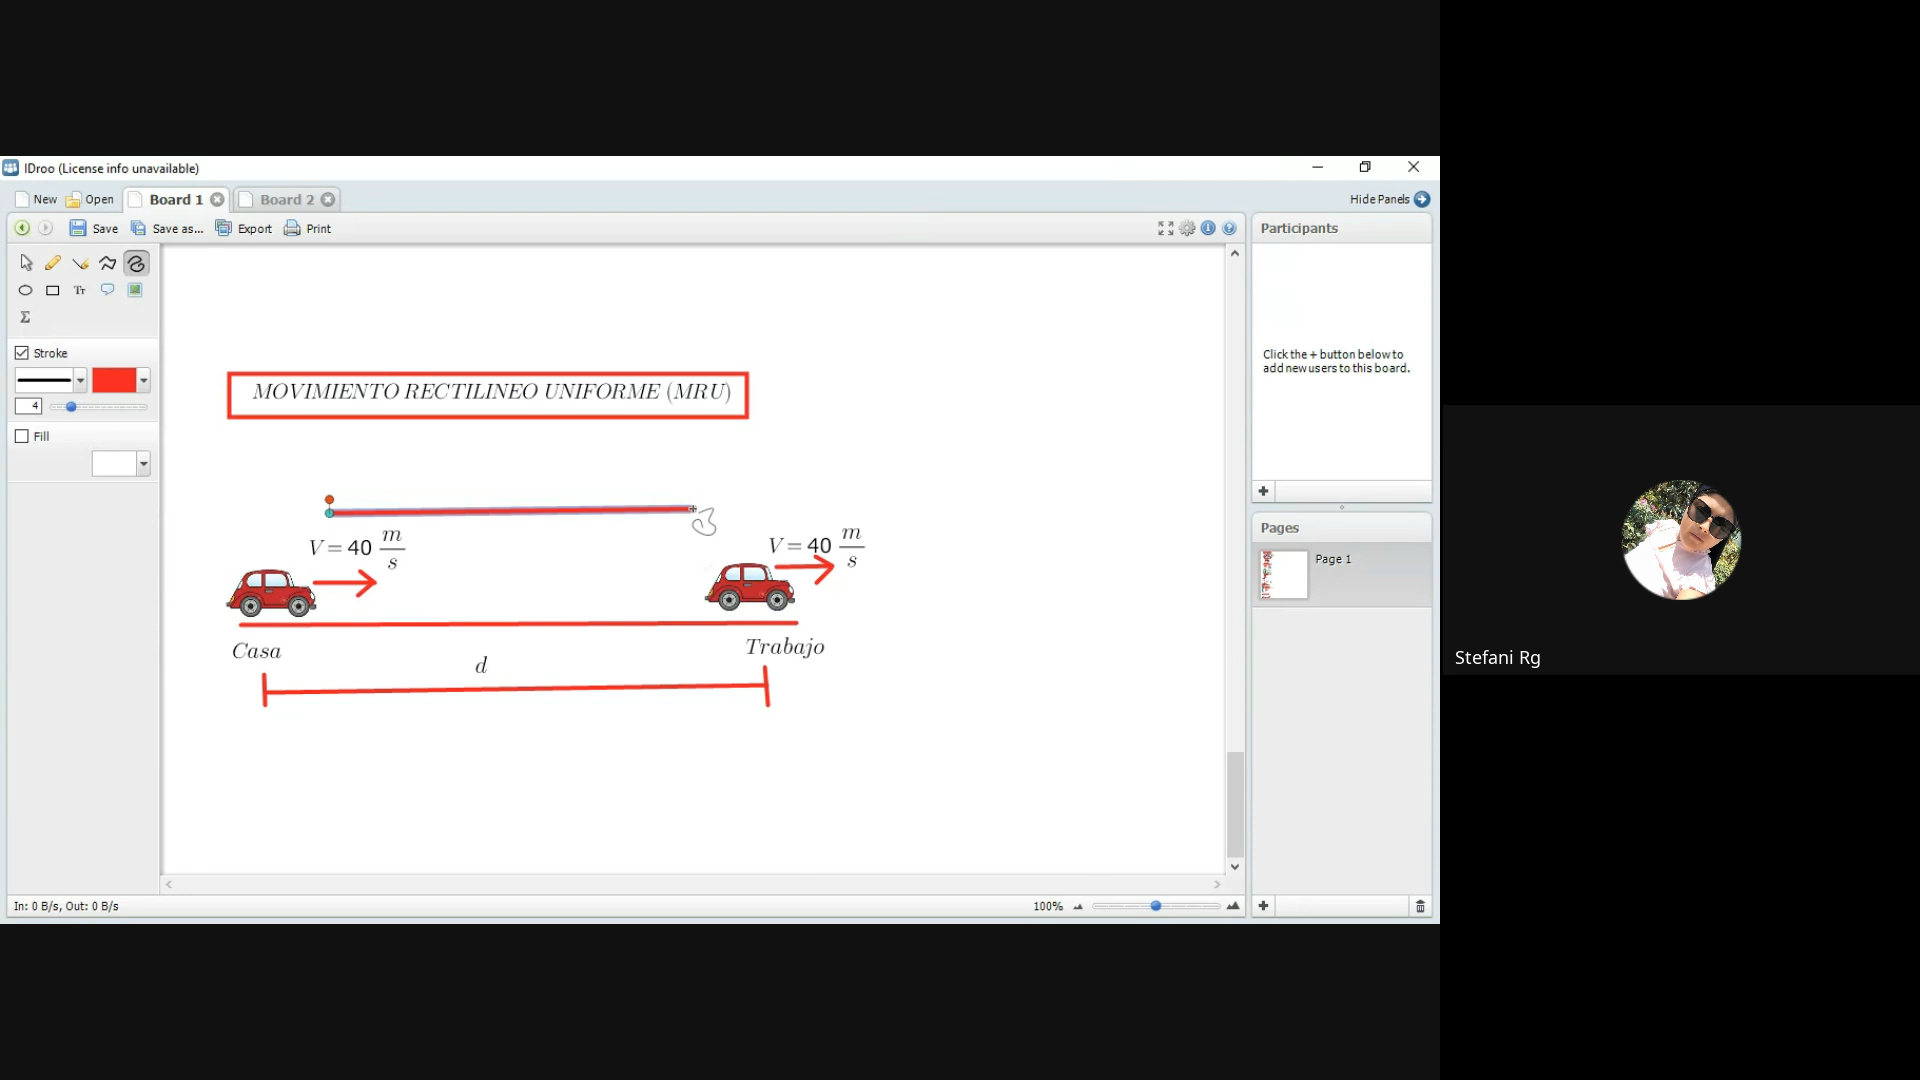 IDroo (License info unavailable)
New Open Board 1 Board 2 Hide Panels
Save Save as... Export Print
Participants
Tт
Σ
Stroke
4
Fill
MOVIMIENTO RECTILINEO UNIFORME (MRU)
V = 40 m/s
V = 40 m/s
Casa
Trabajo
d
Click the + button below to
add new users to this board.
Pages
Page 1
In: 0 B/s, Out: 0 B/s
100%
Stefani Rg